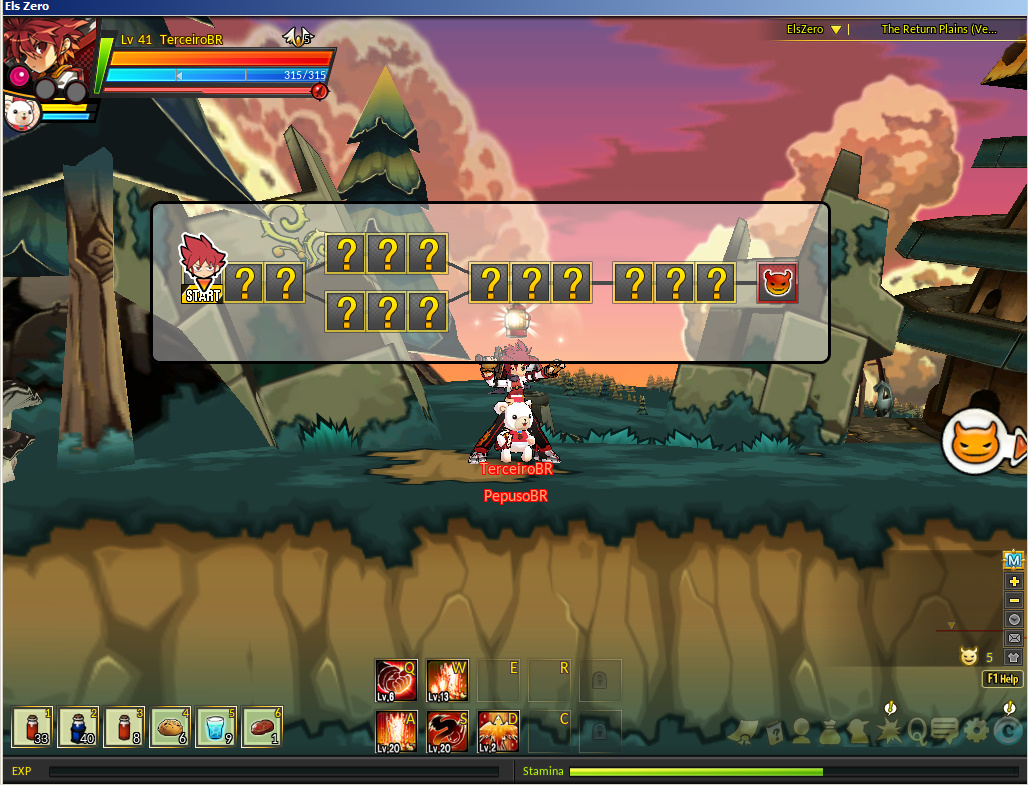 Els Zero
Lv 41 TerceiroBR
5
ElsZero
The Return Plains (Ve...
315/315
? ? ?
? ?
START
? ? ?
? ? ?
? ? ?
TerceiroBR
PepusoBR
M
5
F1 Help
Q W E R
Lv,6 Lv,13
1 2 3 4 5 6
33 40 8 6 9 1
A S D C
Lv,20 Lv,20 Lv,2
EXP
Stamina